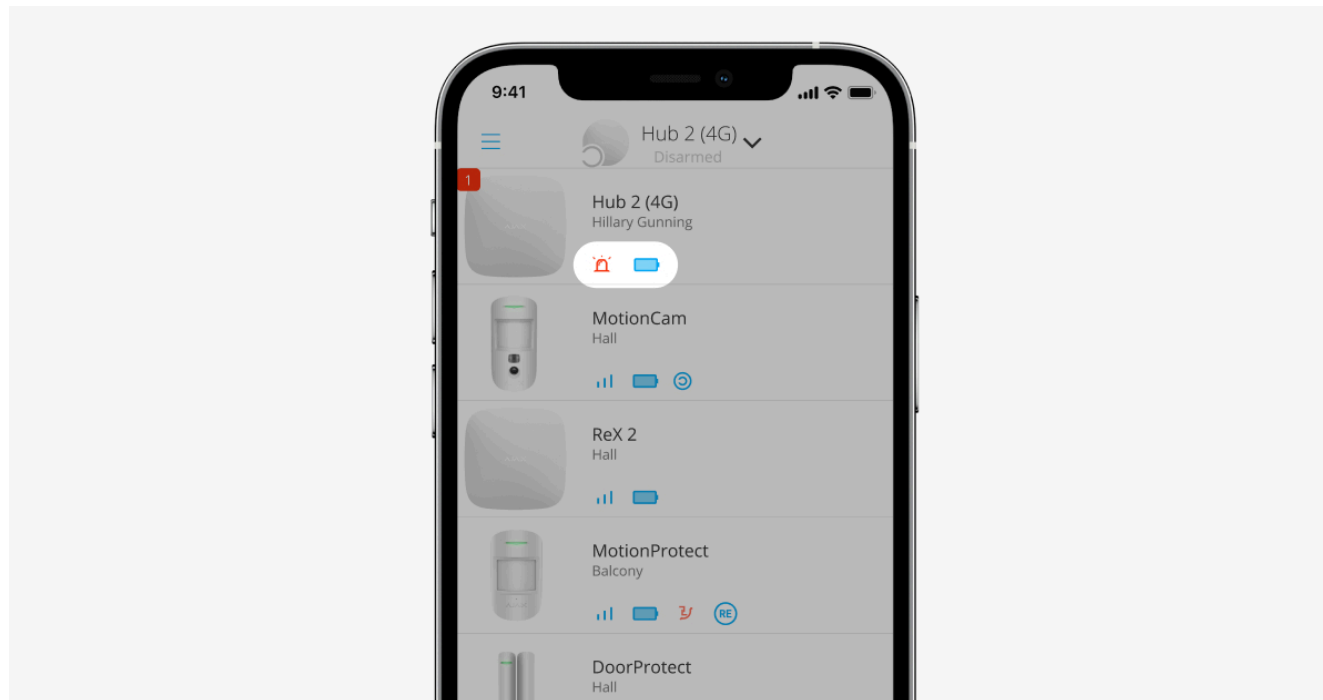 9:41
Hub 2 (4G)
Disarmed
1
Hub 2 (4G)
Hillary Gunning
MotionCam
Hall
ReX 2
Hall
MotionProtect
Balcony
RE
DoorProtect
Hall